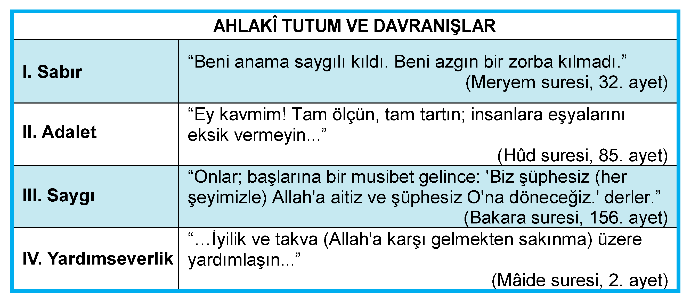 AHLAKÎ TUTUM VE DAVRANIŞLAR
I. Sabır
“Beni anama saygılı kıldı. Beni azgın bir zorba kılmadı.”
(Meryem suresi, 32. ayet)
II. Adalet
“Ey kavmim! Tam ölçün, tam tartın; insanlara eşyalarını
eksik vermeyin...”
(Hûd suresi, 85. ayet)
III. Saygı
“Onlar; başlarına bir musibet gelince: 'Biz şüphesiz (her
şeyimizle) Allah'a aitiz ve şüphesiz O'na döneceğiz.' derler.”
(Bakara suresi, 156. ayet)
IV. Yardımseverlik
“…İyilik ve takva (Allah'a karşı gelmekten sakınma) üzere
yardımlaşın...”
(Mâide suresi, 2. ayet)